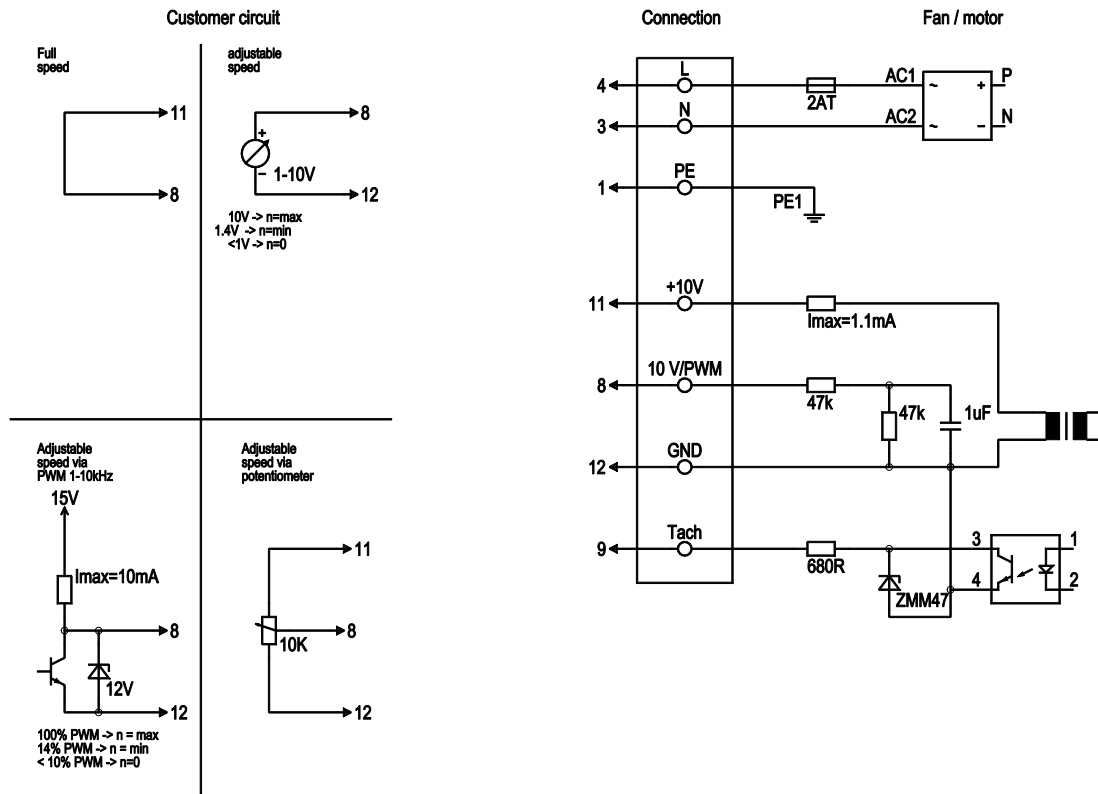 Customer circuit
Connection
Fan / motor
Full
speed
11
8
adjustable
speed
8
+
1-10V
–
12
10V -> n=max
1.4V -> n=min
<1V -> n=0
Adjustable
speed via
PWM 1-10kHz
15V
Imax=10mA
8
12V
12
100% PWM -> n = max
14% PWM -> n = min
< 10% PWM -> n=0
Adjustable
speed via
potentiometer
11
8
10K
12
4
L
2AT
AC1
~
+
P
3
N
AC2
~
–
N
1
PE
PE1
11
+10V
Imax=1.1mA
8
10 V/PWM
47k
47k
1uF
12
GND
9
Tach
680R
ZMM47
3
4
1
2